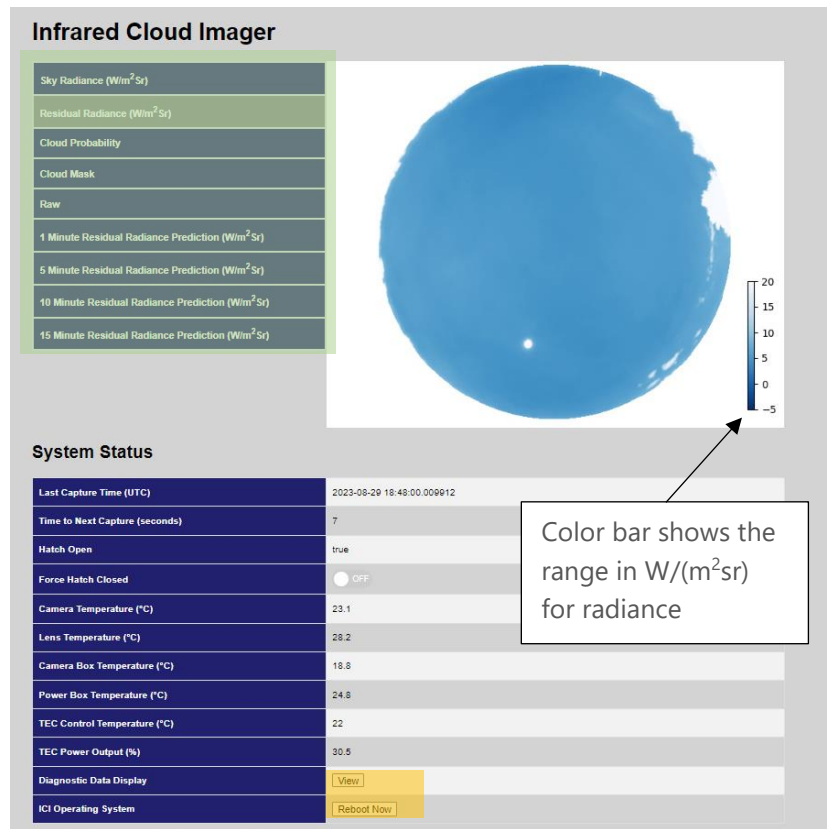 Infrared Cloud Imager
Sky Radiance (W/m²Sr)
Residual Radiance (W/m²Sr)
Cloud Probability
Cloud Mask
Raw
1 Minute Residual Radiance Prediction (W/m²Sr)
5 Minute Residual Radiance Prediction (W/m²Sr)
10 Minute Residual Radiance Prediction (W/m²Sr)
15 Minute Residual Radiance Prediction (W/m²Sr)
20
15
10
5
0
−5
System Status
Last Capture Time (UTC) 2023-08-29 18:48:00.009912
Time to Next Capture (seconds) 7
Hatch Open true
Force Hatch Closed OFF
Camera Temperature (°C) 23.1
Lens Temperature (°C) 28.2
Camera Box Temperature (°C) 18.8
Power Box Temperature (°C) 24.8
TEC Control Temperature (°C) 22
TEC Power Output (%) 30.5
Diagnostic Data Display View
ICI Operating System Reboot Now
Color bar shows the
range in W/(m²sr)
for radiance